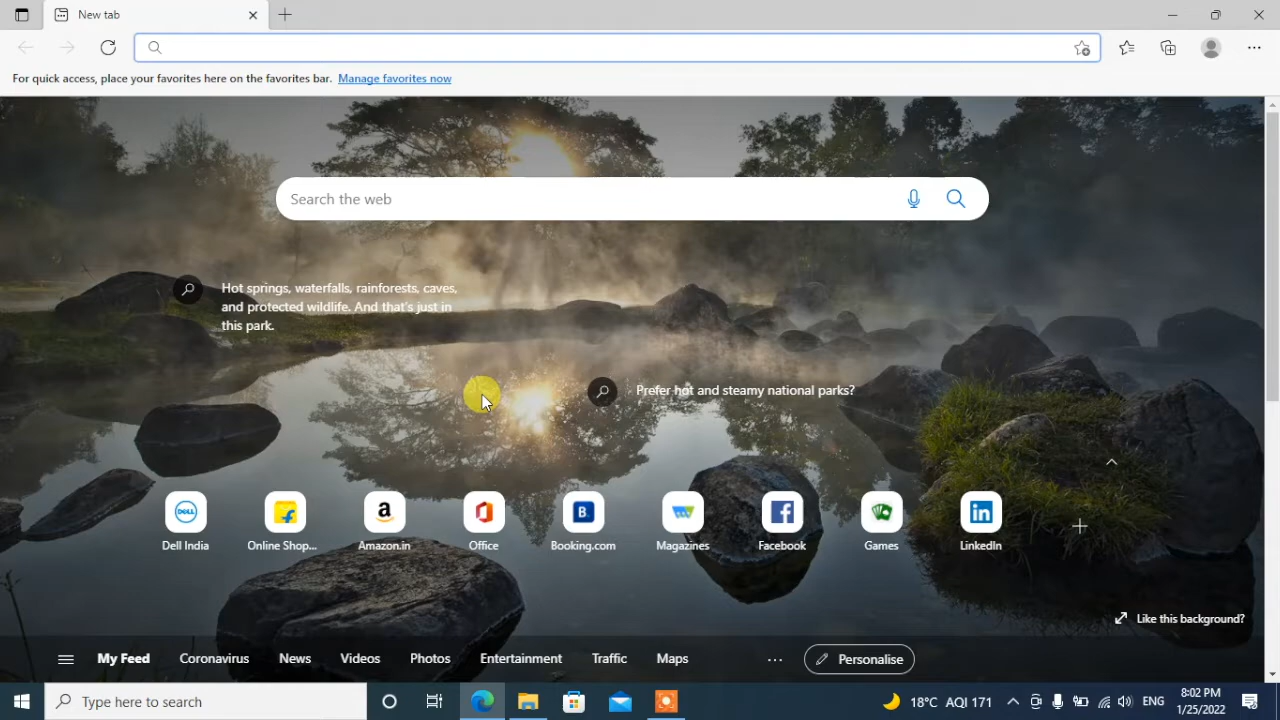 New tab
For quick access, place your favorites here on the favorites bar. Manage favorites now
Search the web
Hot springs, waterfalls, rainforests, caves,
and protected wildlife. And that's just in
this park.
Prefer hot and steamy national parks?
DELL
a
B.
in
Dell India
Online Shop...
Amazon.in
Office
Booking.com
Magazines
Facebook
Games
LinkedIn
Like this background?
My Feed
Coronavirus
News
Videos
Photos
Entertainment
Traffic
Maps
Personalise
Type here to search
18°C AQI 171
ENG
8:02 PM
1/25/2022